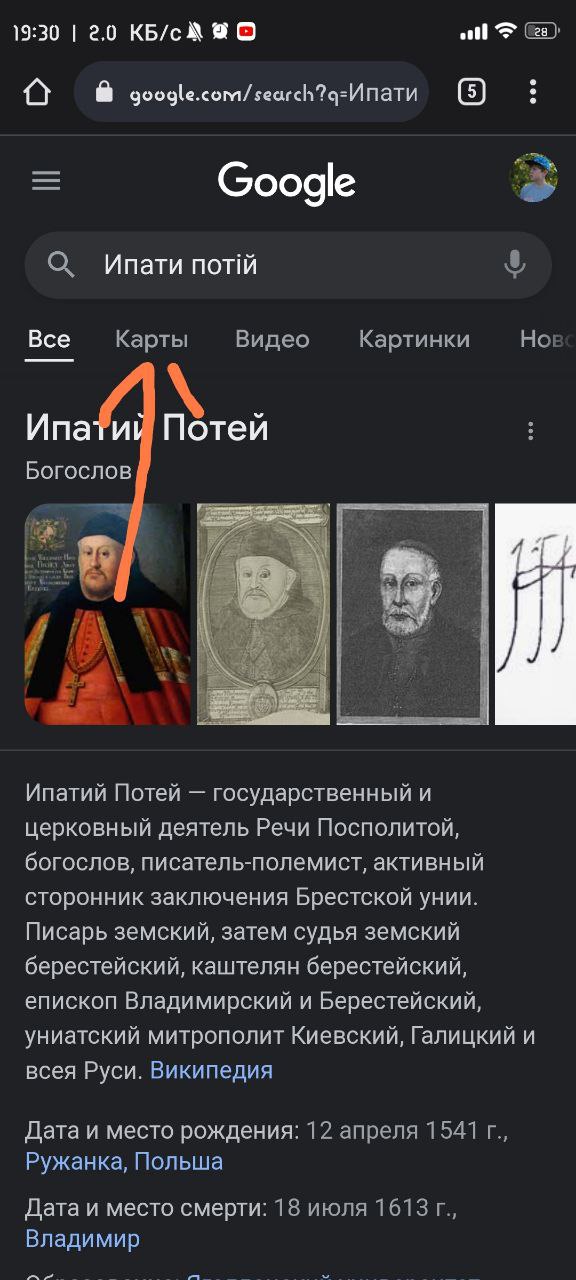 19:30 | 2.0 КБ/с 28
google.com/search?q=Ипати 5
Google
Ипати потій
Все Карты Видео Картинки Ново
Ипатий Потей
Богослов
Ипатий Потей — государственный и
церковный деятель Речи Посполитой,
богослов, писатель-полемист, активный
сторонник заключения Брестской унии.
Писарь земский, затем судья земский
берестейский, каштелян берестейский,
епископ Владимирский и Берестейский,
униатский митрополит Киевский, Галицкий и
всея Руси. Википедия
Дата и место рождения: 12 апреля 1541 г.,
Ружанка, Польша
Дата и место смерти: 18 июля 1613 г.,
Владимир